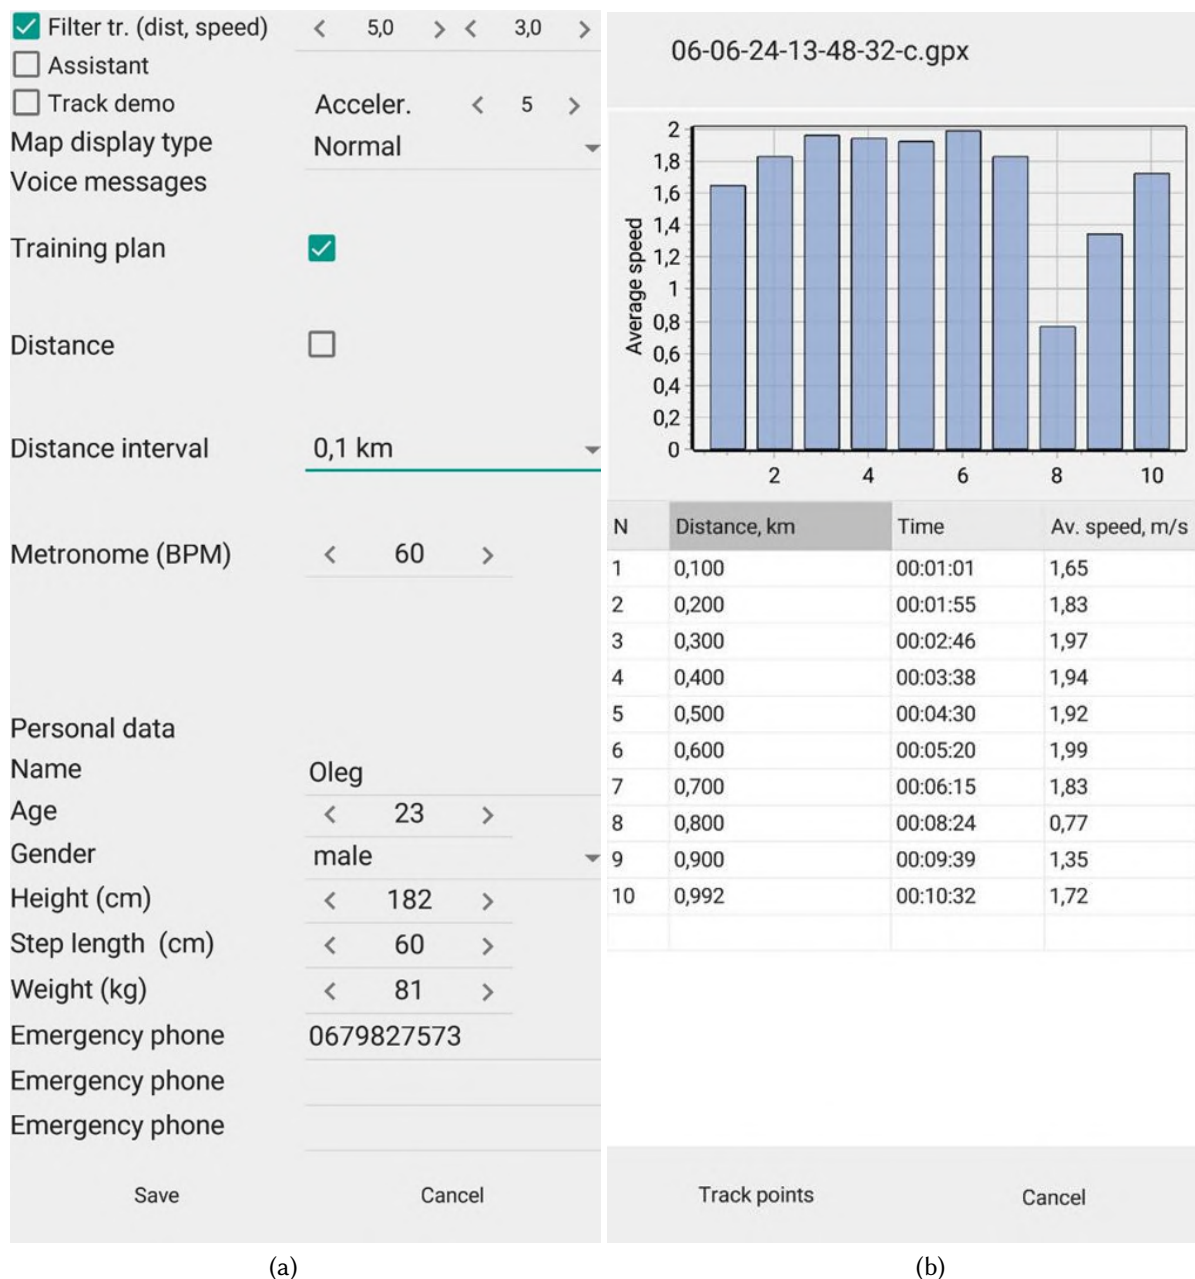 Filter tr. (dist, speed) < 5,0 > < 3,0 >
Assistant
Track demo Acceler. < 5 >
Map display type Normal
Voice messages
Training plan
Distance
Distance interval 0,1 km
Metronome (BPM) < 60 >
Personal data
Name Oleg
Age < 23 >
Gender male
Height (cm) < 182 >
Step length (cm) < 60 >
Weight (kg) < 81 >
Emergency phone 0679827573
Emergency phone
Emergency phone
Save Cancel
(a)
06-06-24-13-48-32-c.gpx
Average speed
2
1,8
1,6
1,4
1,2
1
0,8
0,6
0,4
0,2
0
2 4 6 8 10
N Distance, km Time Av. speed, m/s
1 0,100 00:01:01 1,65
2 0,200 00:01:55 1,83
3 0,300 00:02:46 1,97
4 0,400 00:03:38 1,94
5 0,500 00:04:30 1,92
6 0,600 00:05:20 1,99
7 0,700 00:06:15 1,83
8 0,800 00:08:24 0,77
9 0,900 00:09:39 1,35
10 0,992 00:10:32 1,72
Track points Cancel
(b)